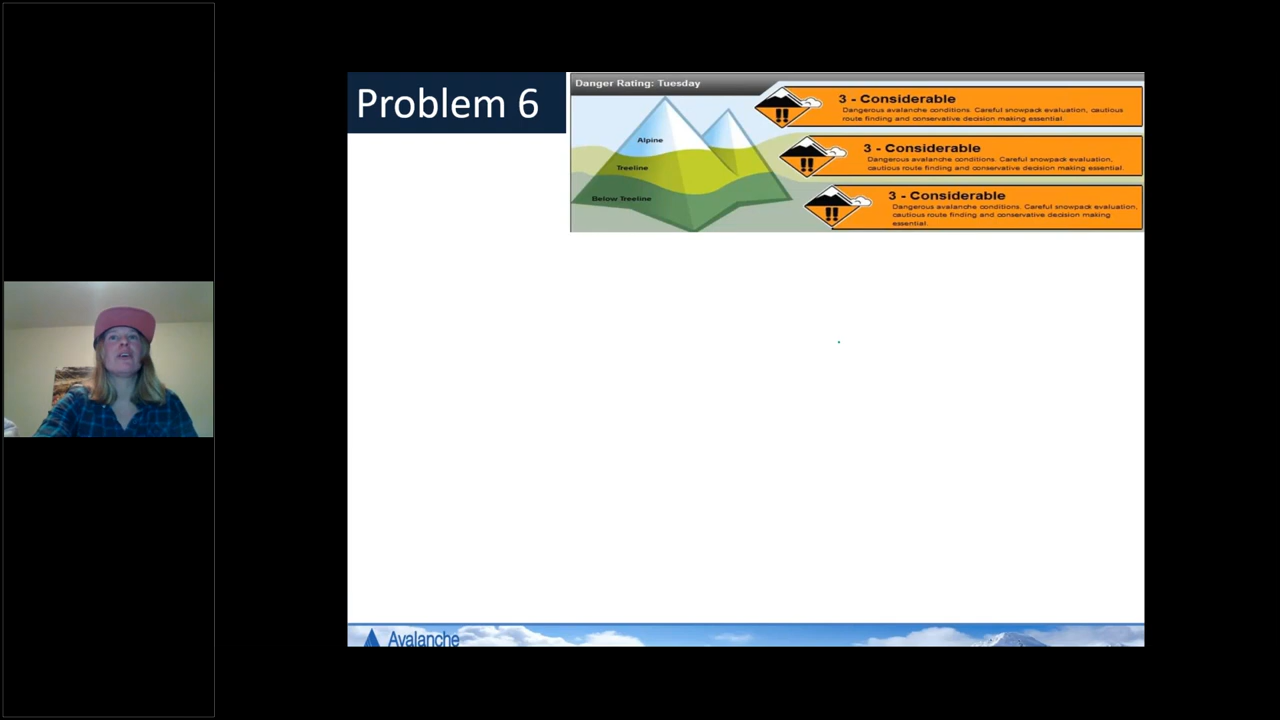 Problem 6
Danger Rating: Tuesday
Alpine
Treeline
Below Treeline
3 - Considerable
Dangerous avalanche conditions. Careful snowpack evaluation, cautious
route finding and conservative decision making essential.
3 - Considerable
Dangerous avalanche conditions. Careful snowpack evaluation,
cautious route finding and conservative decision making essential.
3 - Considerable
Dangerous avalanche conditions. Careful snowpack evaluation,
cautious route finding and conservative decision making
essential.
Avalanche